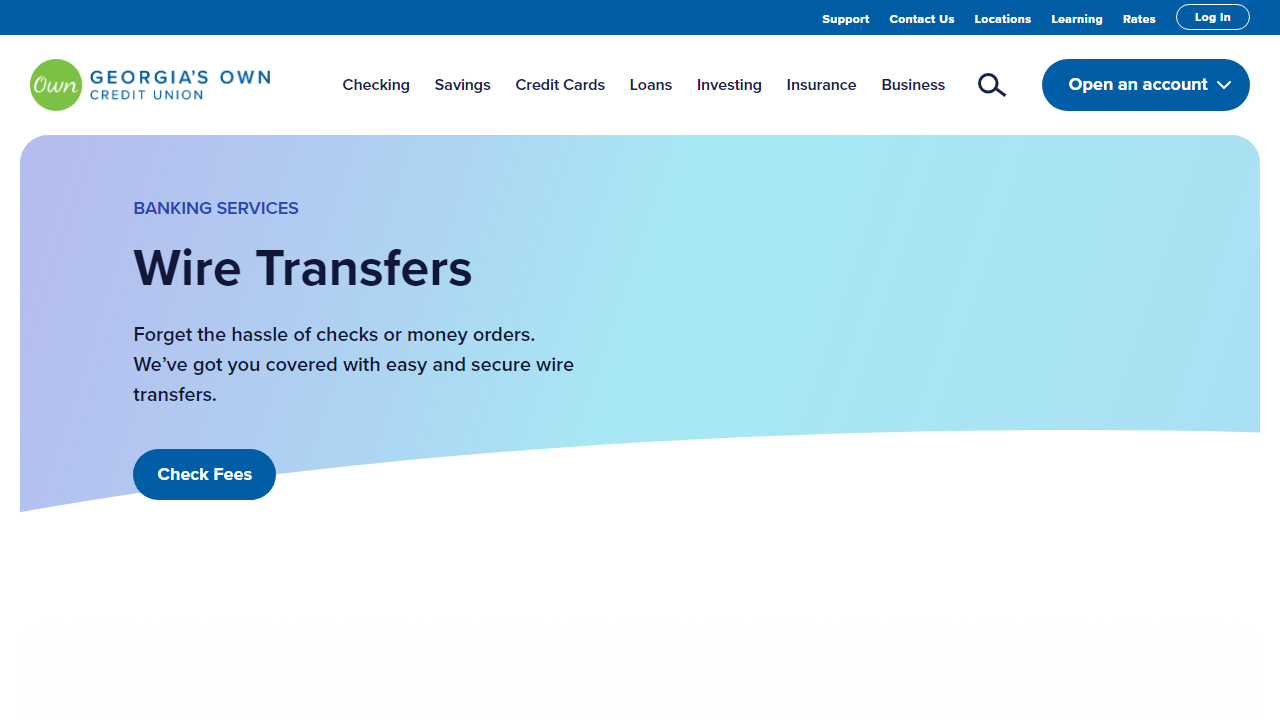 Support Contact Us Locations Learning Rates Log In
Own GEORGIA'S OWN
CREDIT UNION
Checking Savings Credit Cards Loans Investing Insurance Business
Open an account
BANKING SERVICES
Wire Transfers
Forget the hassle of checks or money orders.
We’ve got you covered with easy and secure wire
transfers.
Check Fees